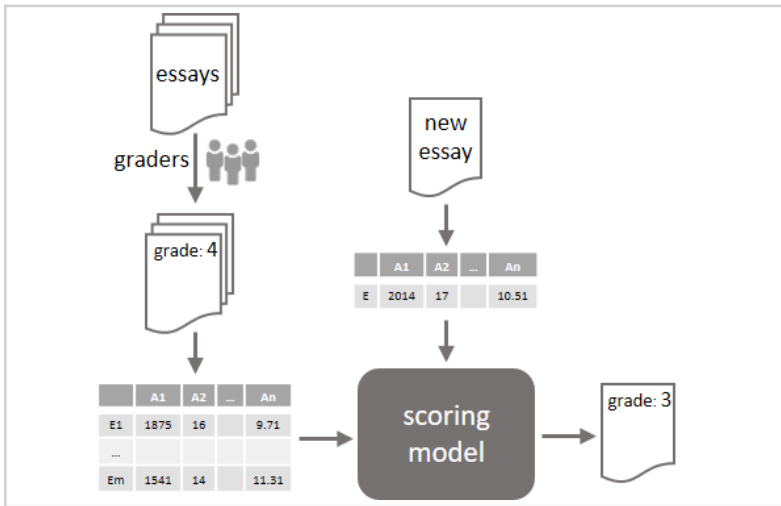 essays
graders
grade: 4
A1 A2 ... An
E1 1875 16 9.71
...
Em 1541 14 11.31
new
essay
A1 A2 ... An
E 2014 17 10.51
scoring
model
grade: 3